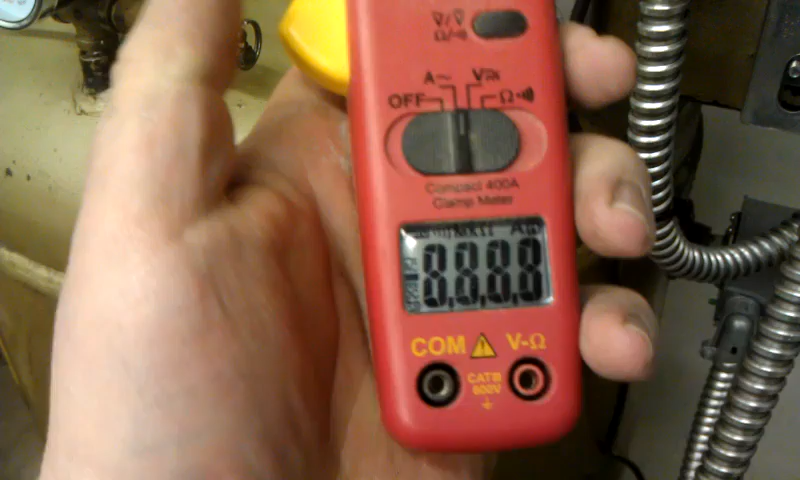 A~ V
OFF Ω
Compact 400A
Clamp Meter
8.8.8.8
COM V-Ω
CAT III
600V